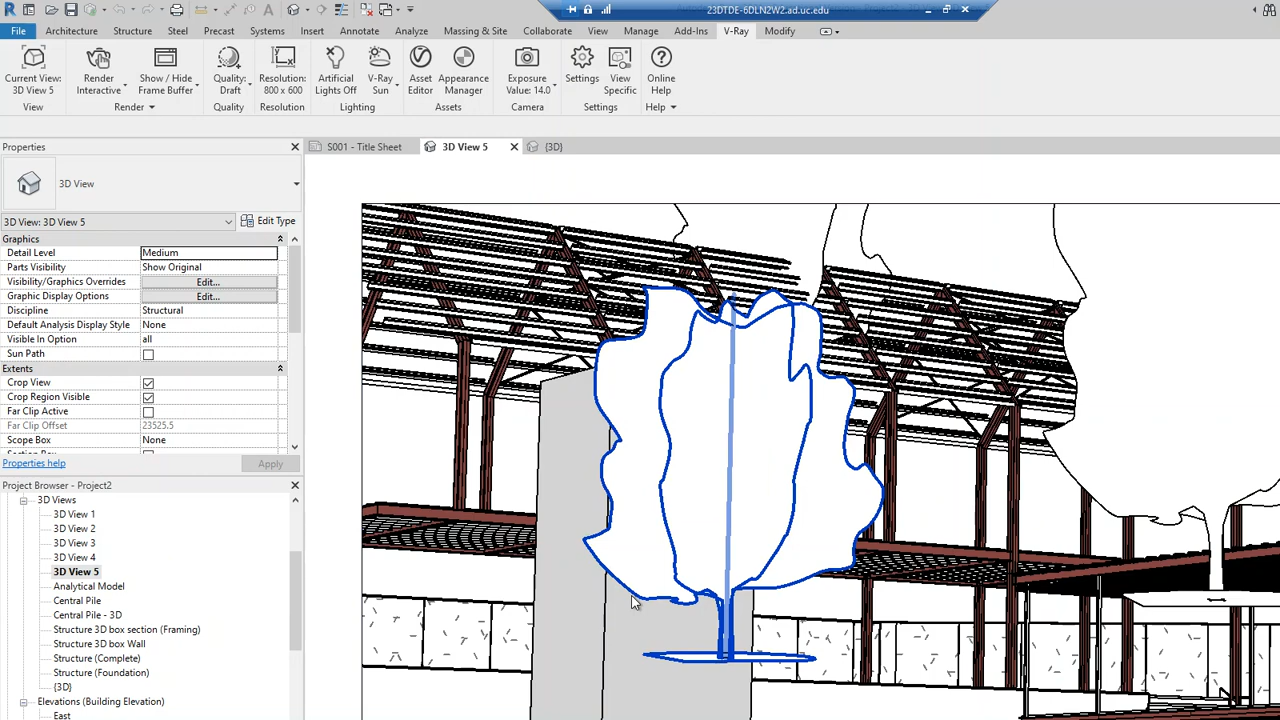 23DTDE-6DLN2W2.ad.uc.edu
File Architecture Structure Steel Precast Systems Insert Annotate Analyze Massing & Site Collaborate View Manage Add-Ins V-Ray Modify
Current View: 3D View 5
Render Interactive
Show / Hide Frame Buffer
Quality: Draft
Resolution: 800 x 600
Artificial Lights Off
V-Ray Sun
Asset Editor
Appearance Manager
Exposure Value: 14.0
Settings
View Specific
Online Help
View Render Quality Resolution Lighting Assets Camera Settings Help
Properties
S001 - Title Sheet
3D View 5
{3D}
3D View
3D View: 3D View 5
Edit Type
Graphics
Detail Level Medium
Parts Visibility Show Original
Visibility/Graphics Overrides Edit...
Graphic Display Options Edit...
Discipline Structural
Default Analysis Display Style None
Visible In Option all
Sun Path
Extents
Crop View
Crop Region Visible
Far Clip Active
Far Clip Offset 23525.5
Scope Box None
Properties help
Apply
Project Browser - Project2
3D Views
3D View 1
3D View 2
3D View 3
3D View 4
3D View 5
Analytical Model
Central Pile
Central Pile - 3D
Structure 3D box section (Framing)
Structure 3D box Wall
Structure (Complete)
Structure (Foundation)
{3D}
Elevations (Building Elevation)
East